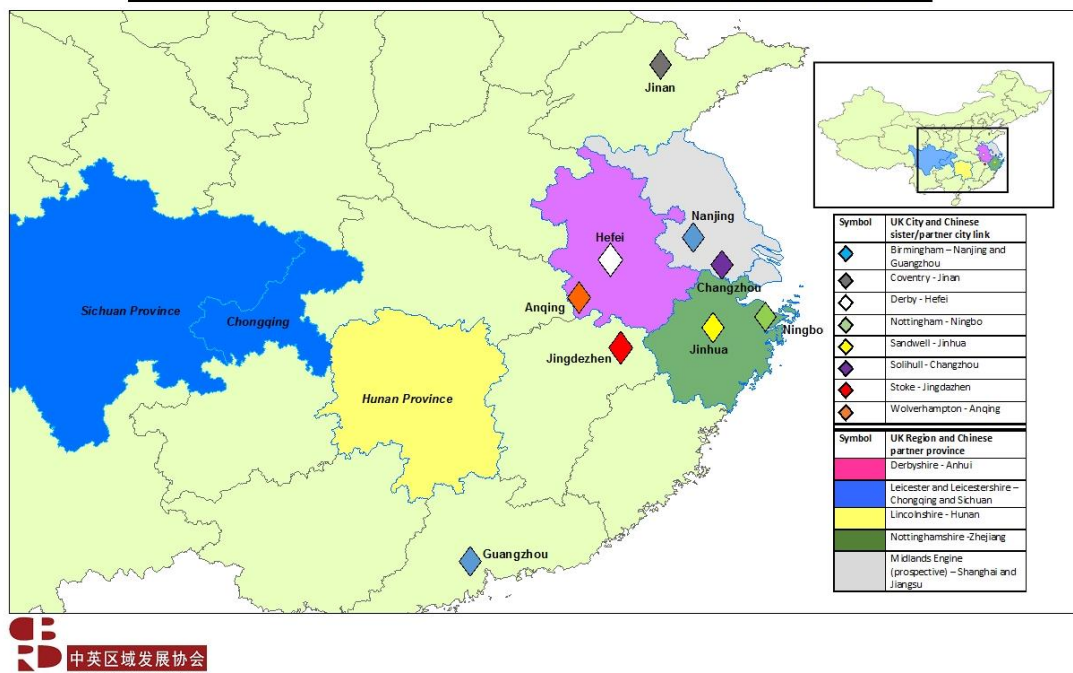 Jinan
Nanjing
Hefei
Changzhou
Anqing
Ningbo
Sichuan Province
Chongqing
Jinhua
Jingdezhen
Hunan Province
Guangzhou
Symbol UK City and Chinese
sister/partner city link
Birmingham – Nanjing and
Guangzhou
Coventry - Jinan
Derby - Hefei
Nottingham - Ningbo
Sandwell - Jinhua
Solihull - Changzhou
Stoke - Jingdazhen
Wolverhampton - Anqing
Symbol UK Region and Chinese
partner province
Derbyshire - Anhui
Leicester and Leicestershire –
Chongqing and Sichuan
Lincolnshire - Hunan
Nottinghamshire -Zhejiang
Midlands Engine
(prospective) – Shanghai and
Jiangsu
CB
RD 中英区域发展协会